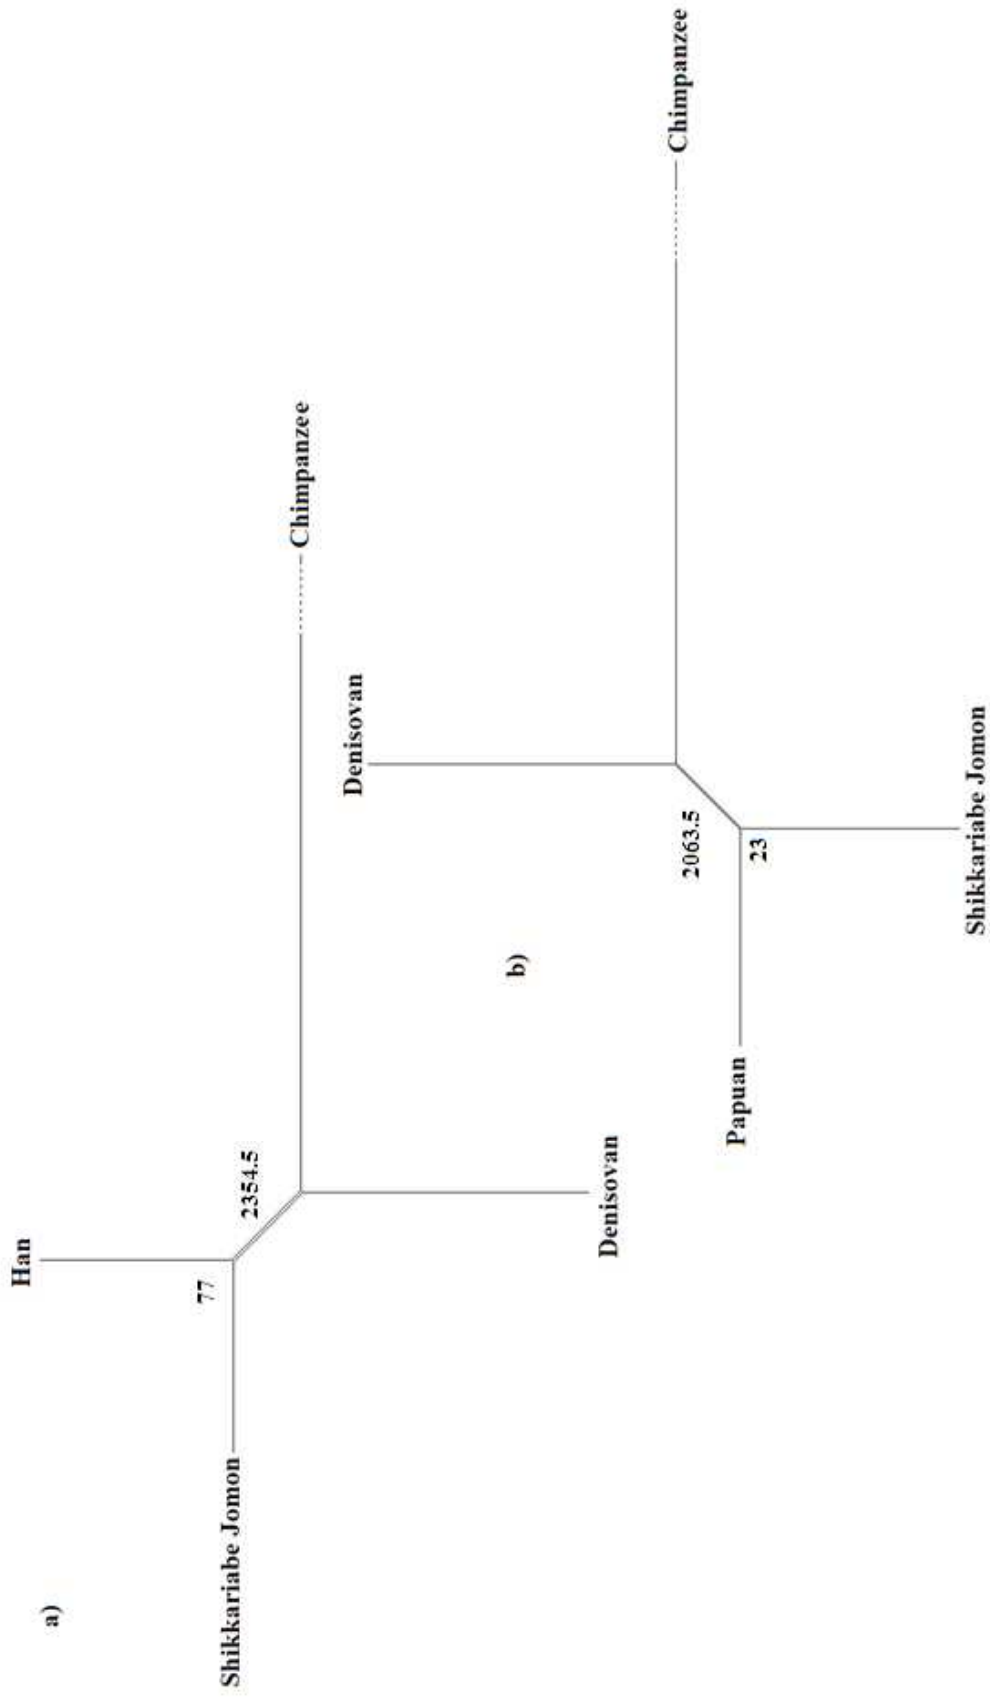 a)
Han
77
2354.5
Shikkariabe Jomon
Denisovan
Chimpanzee
b)
Denisovan
Chimpanzee
2063.5
23
Papuan
Shikkariabe Jomon